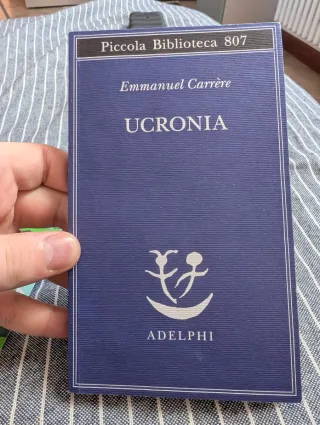 Piccola Biblioteca 807
Emmanuel Carrère
UCRONIA
ADELPHI